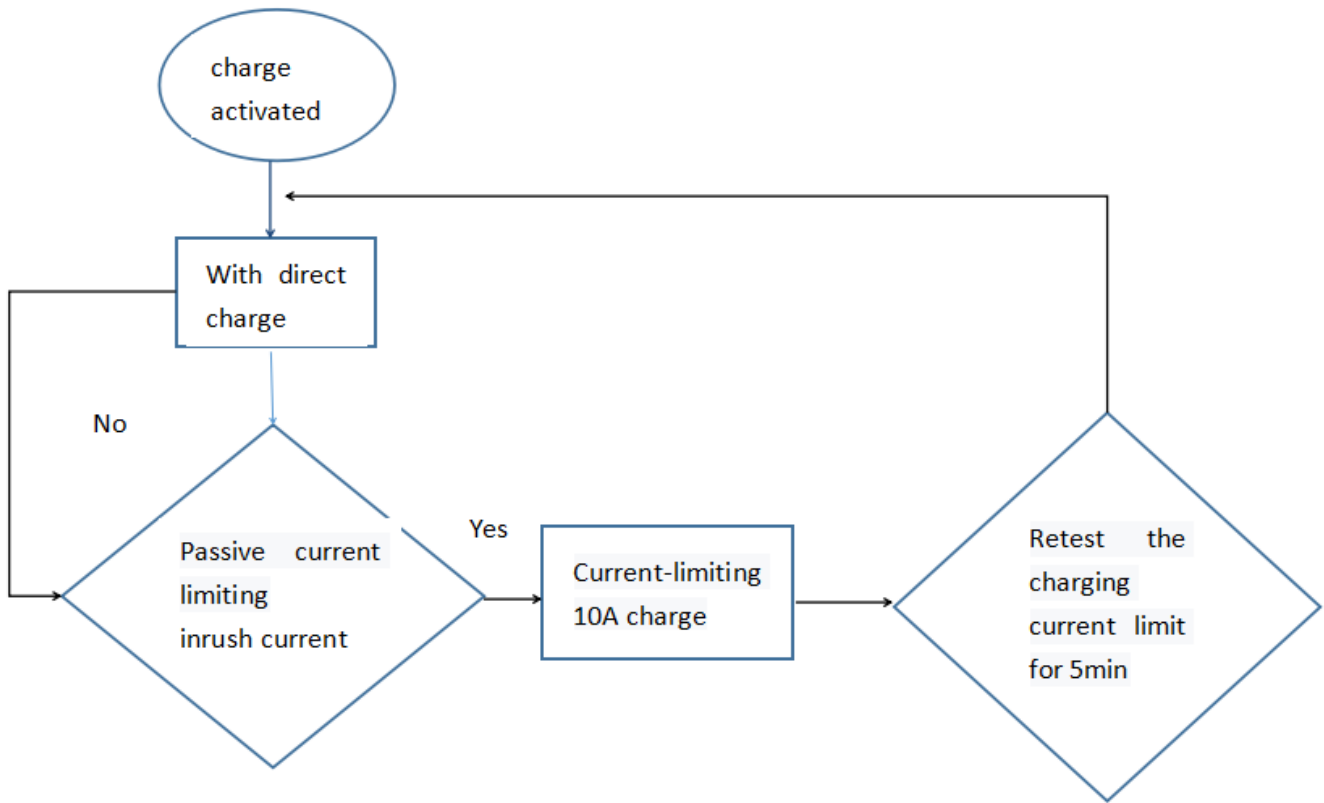 charge
activated
With direct
charge
No
Yes
Passive current
limiting
inrush current
Current-limiting
10A charge
Retest the
charging
current limit
for 5min